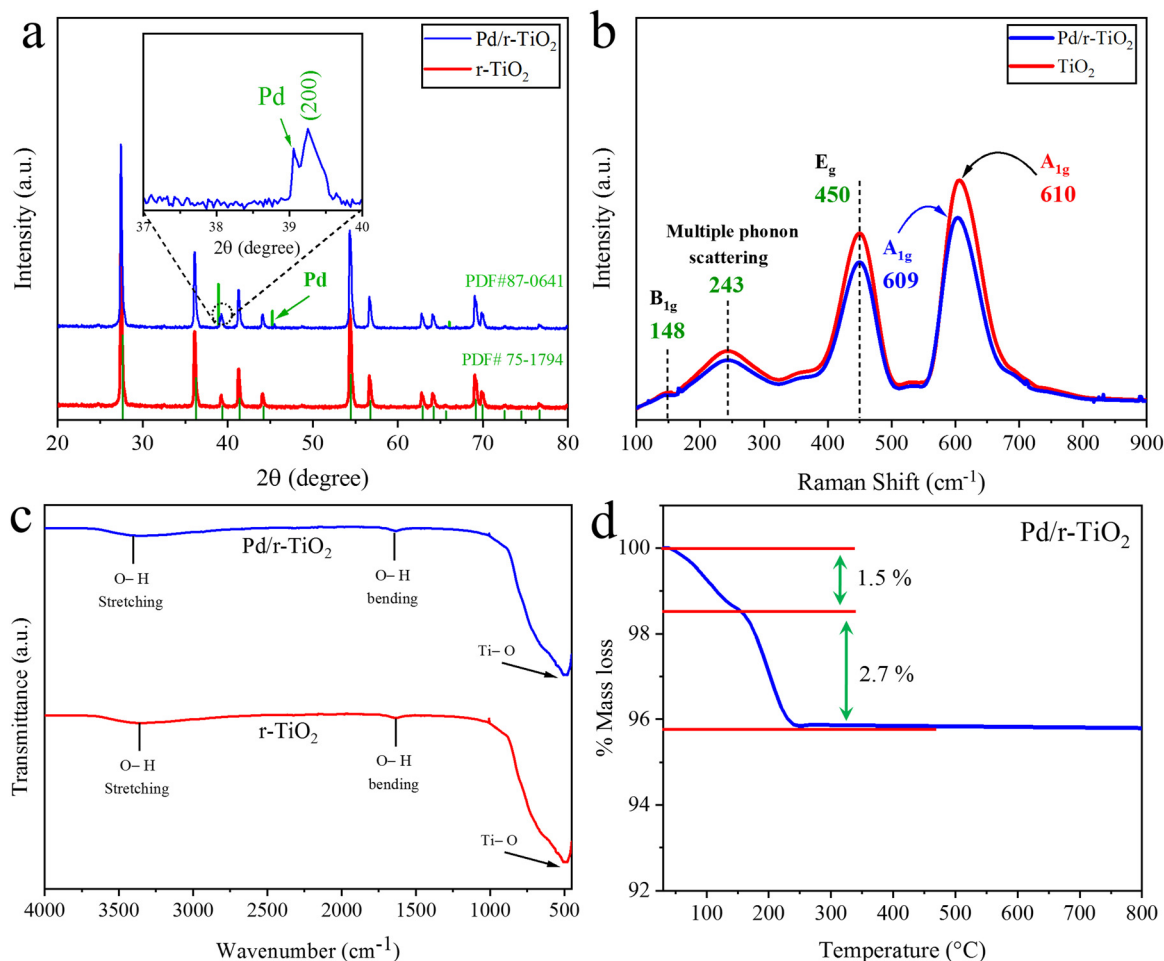 a
Pd/r-TiO₂
r-TiO₂
Pd
(200)
37
38
39
40
2θ (degree)
Pd
PDF#87-0641
PDF# 75-1794
Intensity (a.u.)
20
30
40
50
60
70
80
2θ (degree)
b
Pd/r-TiO₂
TiO₂
B₁g
148
Multiple phonon
scattering
243
Eg
450
A₁g
609
A₁g
610
Intensity (a.u.)
100
200
300
400
500
600
700
800
900
Raman Shift (cm⁻¹)
c
Pd/r-TiO₂
O– H
Stretching
O– H
bending
Ti– O
r-TiO₂
O– H
Stretching
O– H
bending
Ti– O
Transmittance (a.u.)
4000
3500
3000
2500
2000
1500
1000
500
Wavenumber (cm⁻¹)
d
Pd/r-TiO₂
1.5 %
2.7 %
% Mass loss
100
98
96
94
92
100
200
300
400
500
600
700
800
Temperature (°C)